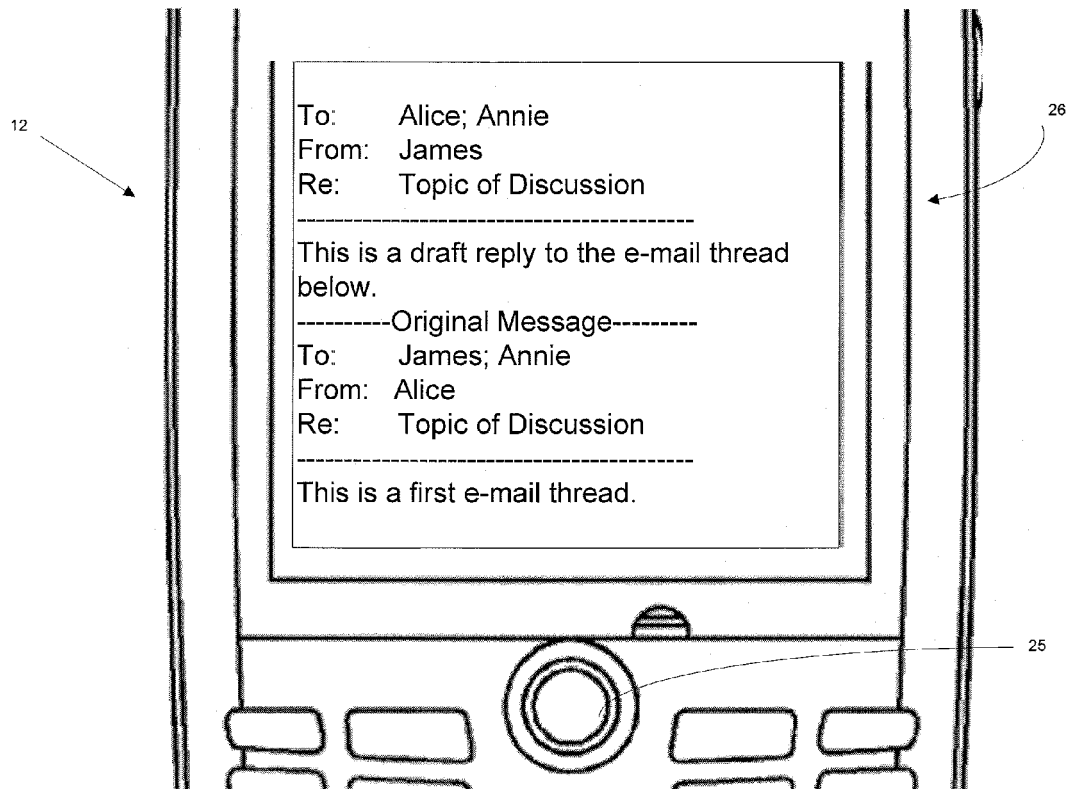 12
26
To: Alice; Annie
From: James
Re: Topic of Discussion
------------------------------------------
This is a draft reply to the e-mail thread
below.
----------Original Message---------
To: James; Annie
From: Alice
Re: Topic of Discussion
------------------------------------------
This is a first e-mail thread.
25